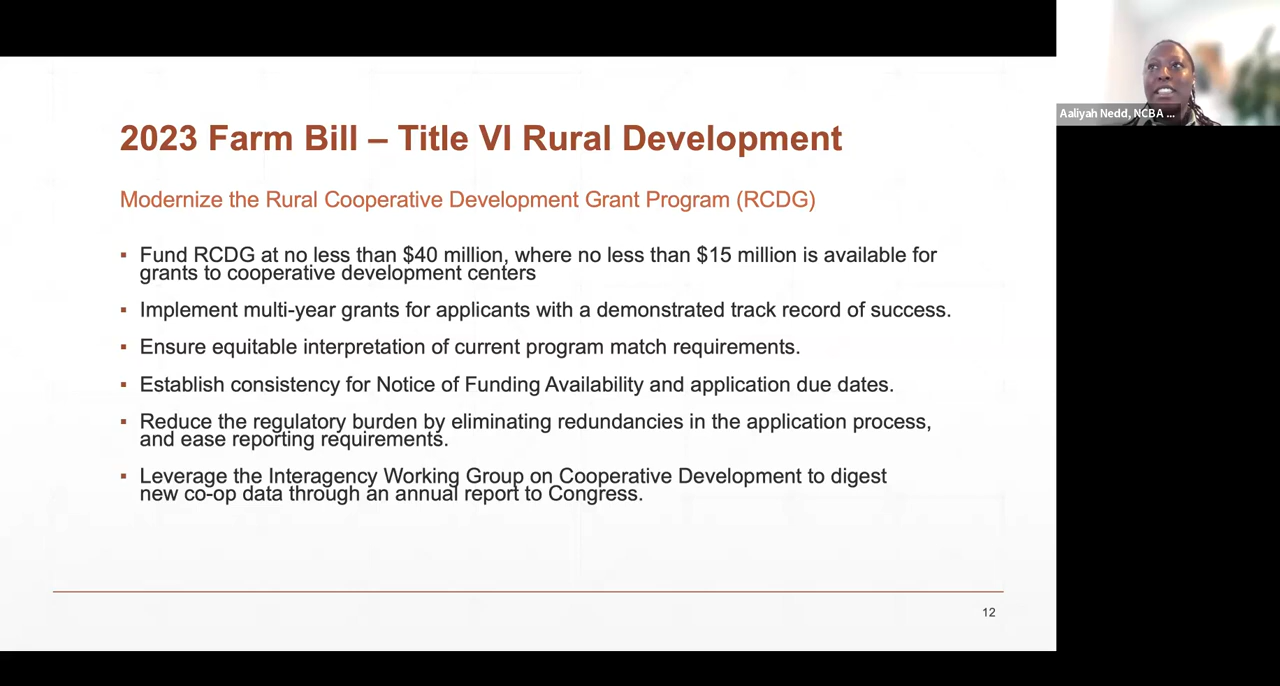 2023 Farm Bill – Title VI Rural Development
Modernize the Rural Cooperative Development Grant Program (RCDG)
▪ Fund RCDG at no less than $40 million, where no less than $15 million is available for
grants to cooperative development centers
▪ Implement multi-year grants for applicants with a demonstrated track record of success.
▪ Ensure equitable interpretation of current program match requirements.
▪ Establish consistency for Notice of Funding Availability and application due dates.
▪ Reduce the regulatory burden by eliminating redundancies in the application process,
and ease reporting requirements.
▪ Leverage the Interagency Working Group on Cooperative Development to digest
new co-op data through an annual report to Congress.
12
Aaliyah Nedd, NCBA ...